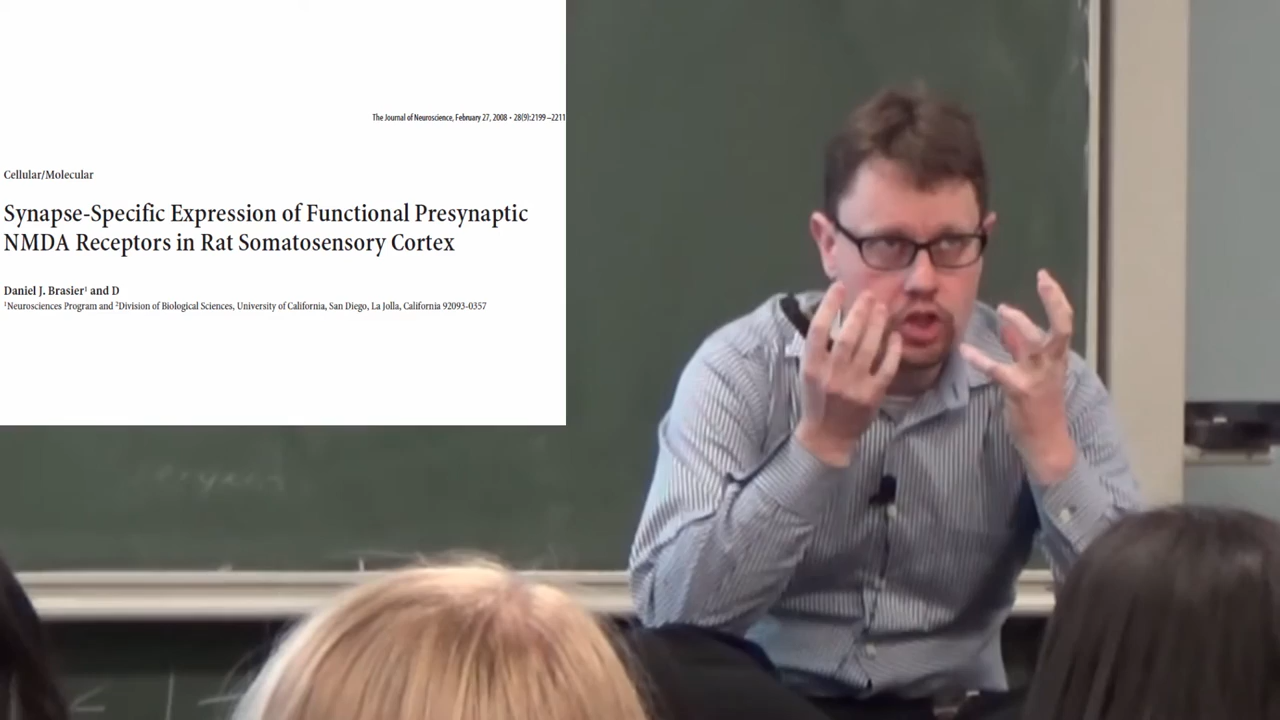 The Journal of Neuroscience, February 27, 2008 • 28(9):2199–2211
Cellular/Molecular
Synapse-Specific Expression of Functional Presynaptic
NMDA Receptors in Rat Somatosensory Cortex
Daniel J. Brasier¹ and D
¹Neurosciences Program and ²Division of Biological Sciences, University of California, San Diego, La Jolla, California 92093-0357